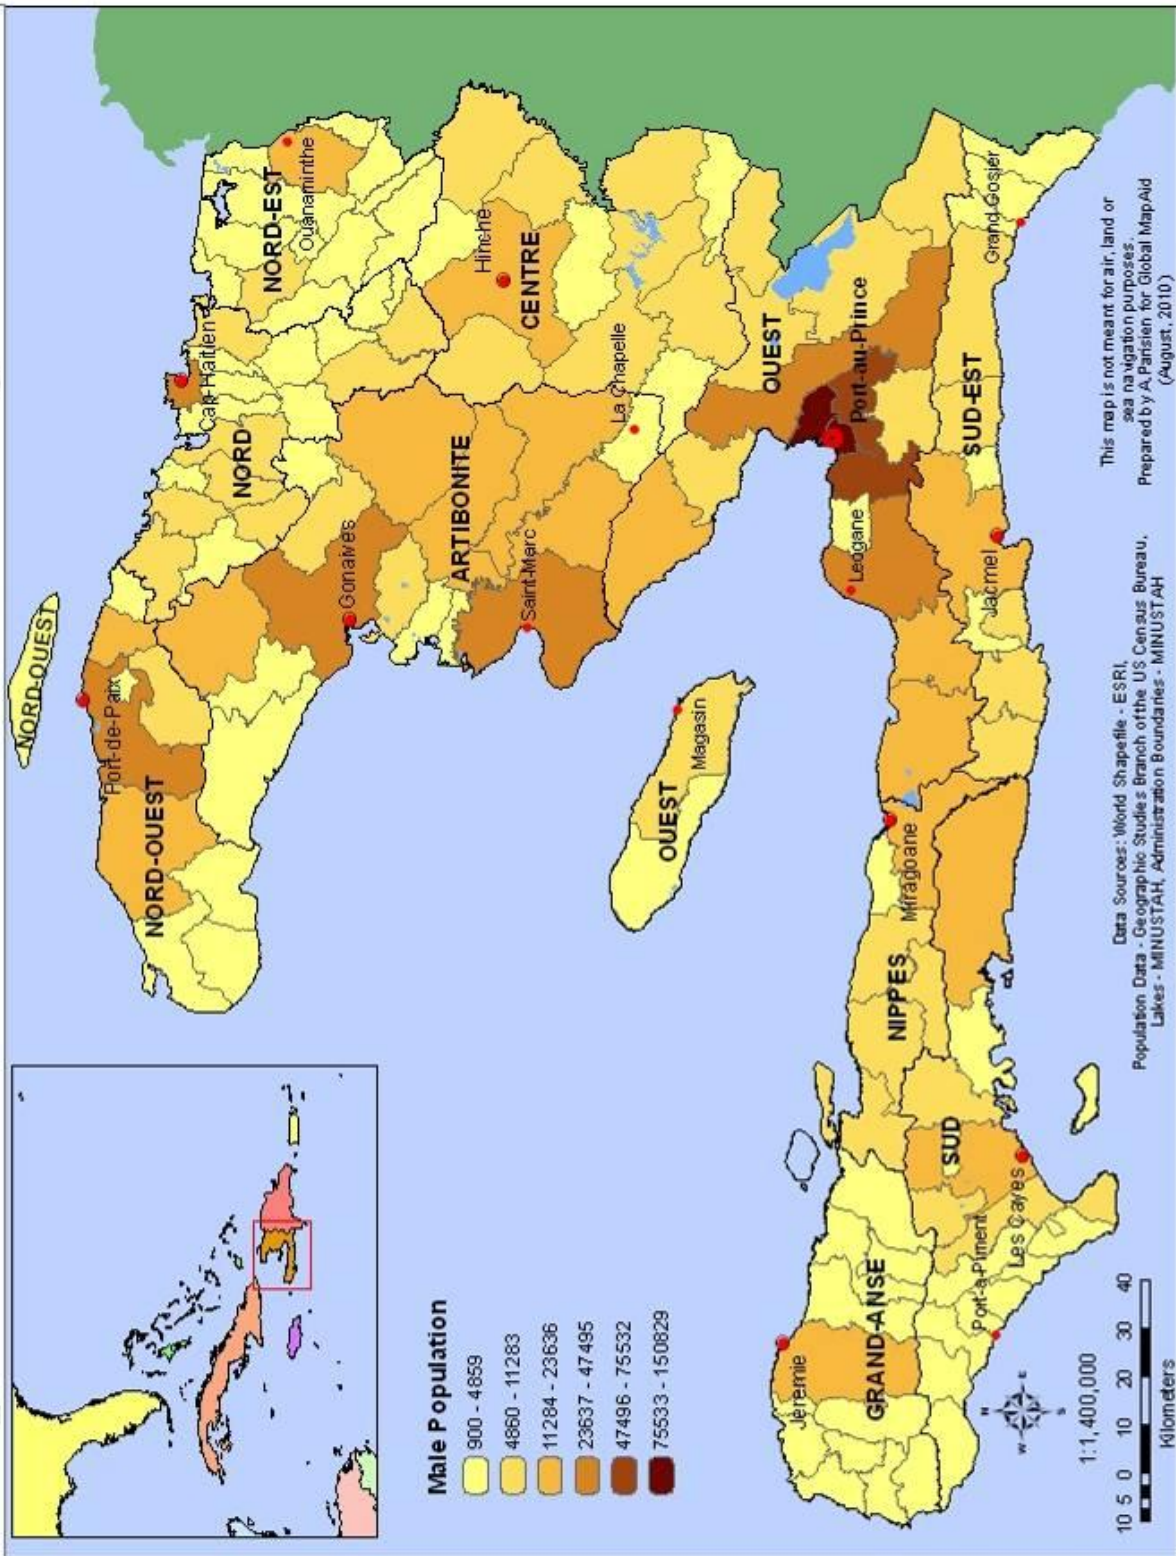 NORD-OUEST
Port-de-Paix
NORD-OUEST
Cap-Haïtien
NORD
NORD-EST
Ouanaminthe
Gonaives
ARTIBONITE
Saint-Marc
Hinche
CENTRE
La Chapelle
OUEST
Magasin
OUEST
Port-au-Prince
Leogane
Miragoane
NIPPES
Jeremie
GRAND-ANSE
SUD
Port-a-Piment
Les Cayes
Jacmel
SUD-EST
Grand Gosier
Male Population
900 - 4859
4860 - 11283
11284 - 23636
23637 - 47495
47496 - 75532
75533 - 150829
N
W
E
S
1:1,400,000
10 5 0 10 20 30 40
Kilometers
Data Sources: World Shapefile - ESRI,
Population Data - Geographic Studies Branch of the US Census Bureau,
Lakes - MINUSTAH, Administration Boundaries - MINUSTAH
This map is not meant for air, land or
sea navigation purposes.
Prepared by A. Parisien for Global MapAid
(August, 2010)